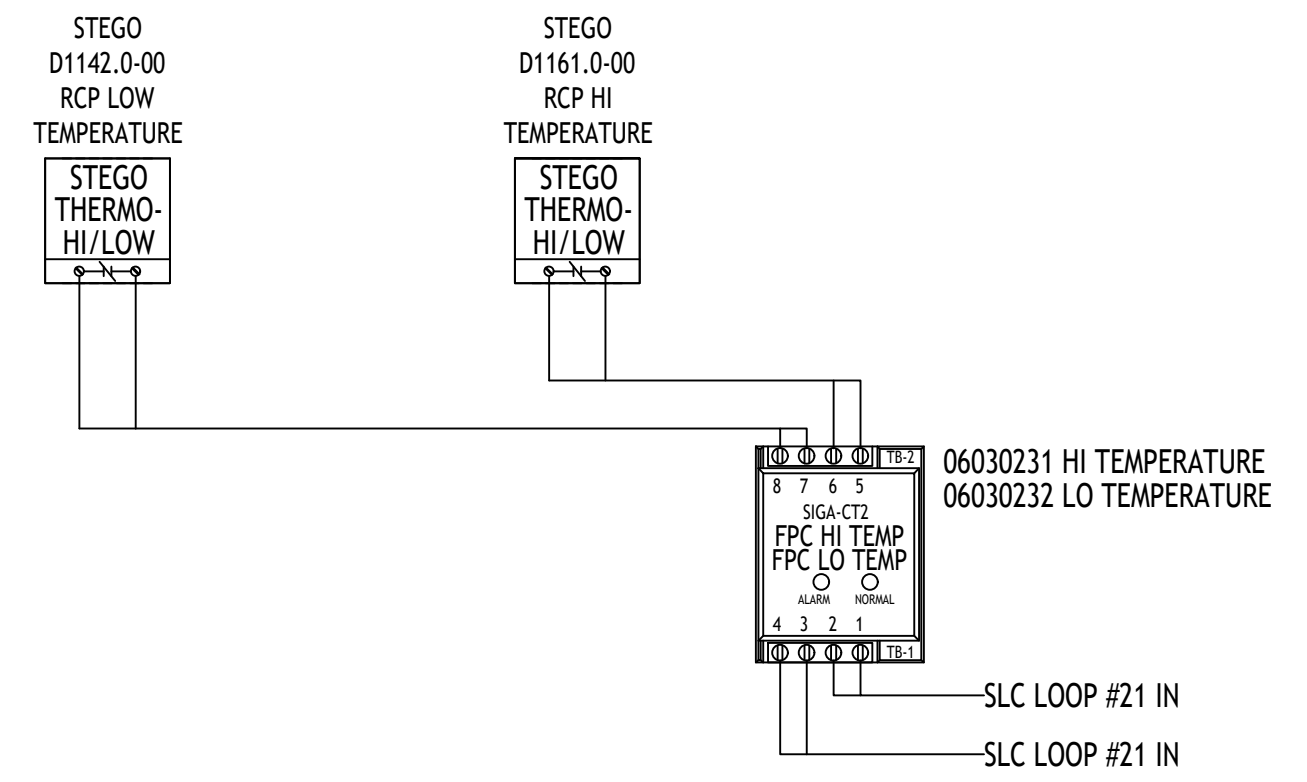 STEGO
D1142.0-00
RCP LOW
TEMPERATURE
STEGO
THERMO-
HI/LOW
STEGO
D1161.0-00
RCP HI
TEMPERATURE
STEGO
THERMO-
HI/LOW
TB-2
8 7 6 5
SIGA-CT2
FPC HI TEMP
FPC LO TEMP
ALARM NORMAL
4 3 2 1
TB-1
06030231 HI TEMPERATURE
06030232 LO TEMPERATURE
SLC LOOP #21 IN
SLC LOOP #21 IN